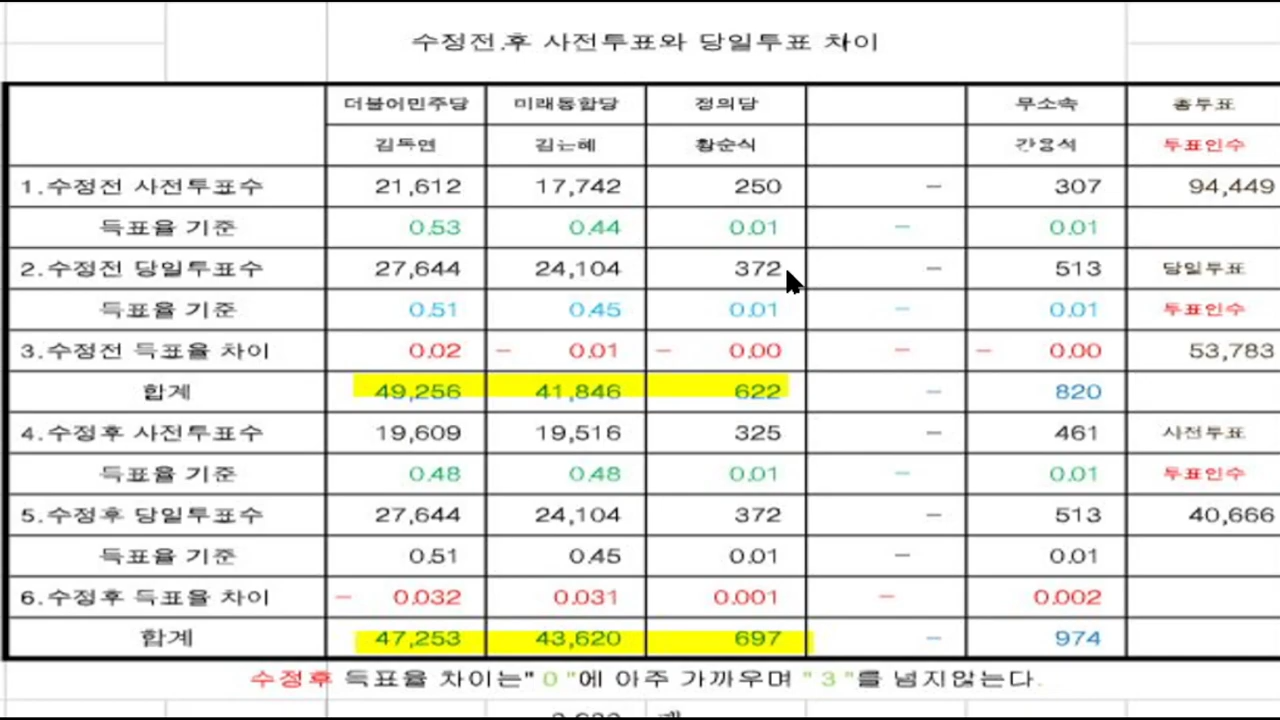 수정전.후 사전투표와 당일투표 차이
더불어민주당 미래통합당 정의당 무소속 총투표
김은혜 황순식 투표인수
1.수정전 사전투표수 21,612 17,742 250 - 307 94,449
득표율 기준 0.53 0.44 0.01 - 0.01
2.수정전 당일투표수 27,644 24,104 372 - 513 당일투표
득표율 기준 0.51 0.45 0.01 - 0.01 투표인수
3.수정전 득표율 차이 0.02 - 0.01 - 0.00 - - 0.00 53,783
합계 49,256 41,846 622 - 820
4.수정후 사전투표수 19,609 19,516 325 - 461 사전투표
득표율 기준 0.48 0.48 0.01 - 0.01 투표인수
5.수정후 당일투표수 27,644 24,104 372 - 513 40,666
득표율 기준 0.51 0.45 0.01 - 0.01
6.수정후 득표율 차이 - 0.032 0.031 0.001 - 0.002
합계 47,253 43,620 697 - 974
수정후 득표율 차이는" 0 "에 아주 가까우며 " 3 "를 넘지않는다.